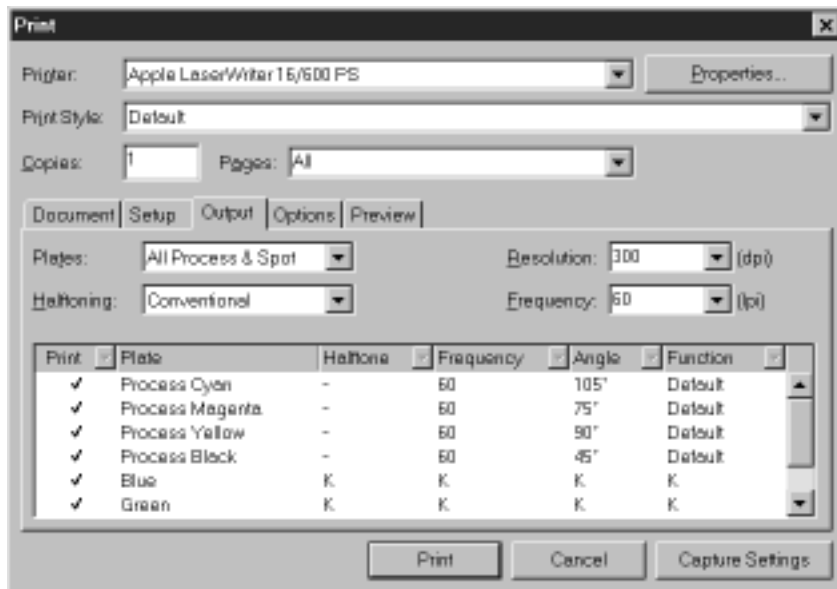 Print
Printer: Apple LaserWriter 16/600 PS Properties...
Print Style: Default
Copies: 1 Pages: All
Document Setup Output Options Preview
Plates: All Process & Spot Resolution: 300 (dpi)
Halftoning: Conventional Frequency: 60 (lpi)
Print Plate Halftone Frequency Angle Function
Process Cyan - 60 105° Default
Process Magenta - 60 75° Default
Process Yellow - 60 90° Default
Process Black - 60 45° Default
Blue K K K K
Green K K K K
Print Cancel Capture Settings